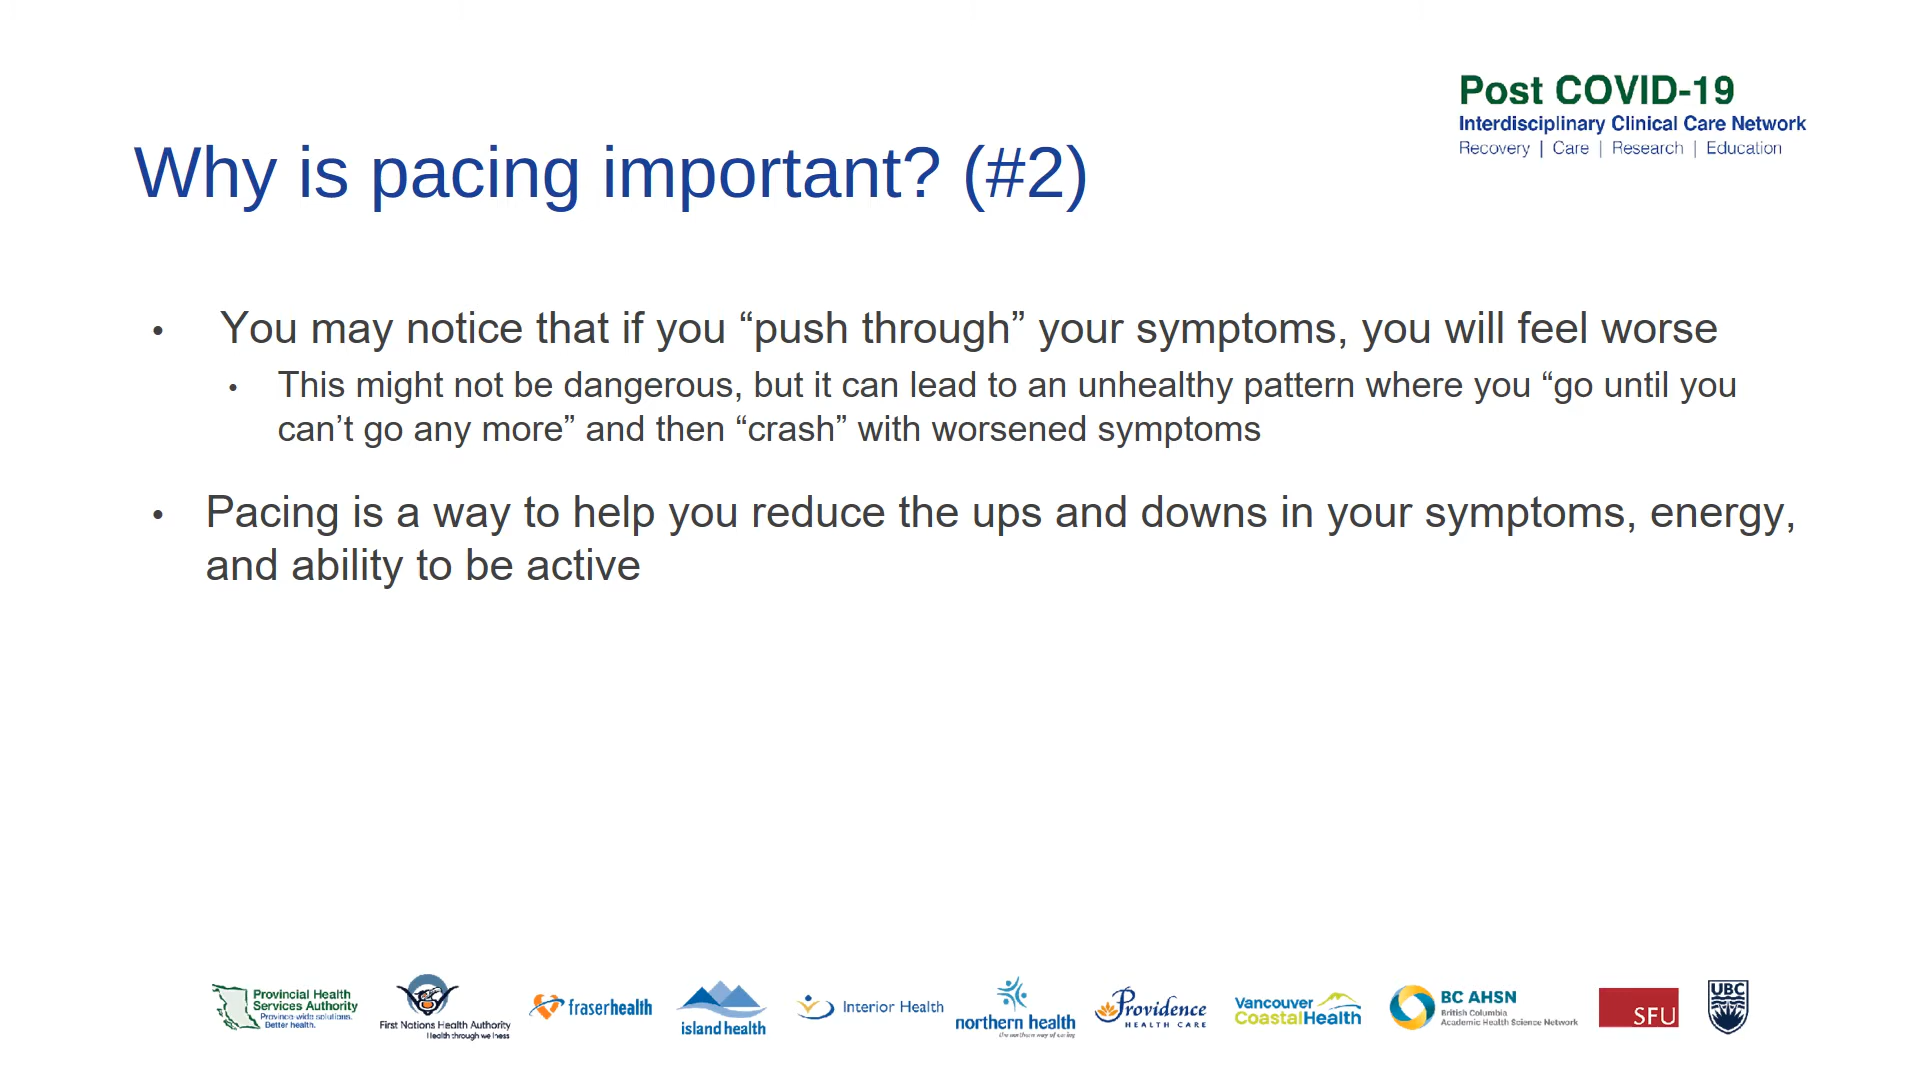 Post COVID-19
Interdisciplinary Clinical Care Network
Recovery | Care | Research | Education
Why is pacing important? (#2)
• You may notice that if you “push through” your symptoms, you will feel worse
• This might not be dangerous, but it can lead to an unhealthy pattern where you “go until you
can’t go any more” and then “crash” with worsened symptoms
• Pacing is a way to help you reduce the ups and downs in your symptoms, energy,
and ability to be active
Provincial Health
Services Authority
Province-wide solutions.
Better health.
First Nations Health Authority
Health through wellness
fraserhealth
island health
Interior Health
northern health
the northern way of caring
Providence
HEALTH CARE
Vancouver
CoastalHealth
BC AHSN
British Columbia
Academic Health Science Network
SFU
UBC